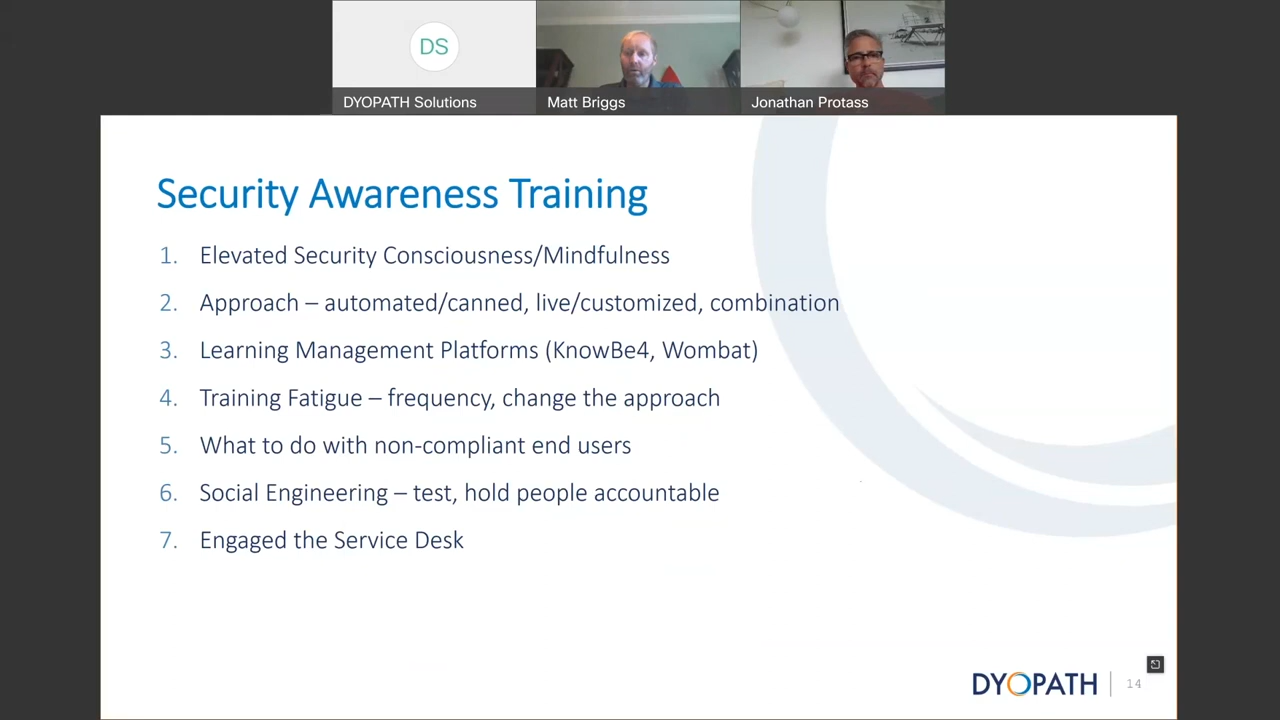 DS
DYOPATH Solutions
Matt Briggs
Jonathan Protass
Security Awareness Training
1. Elevated Security Consciousness/Mindfulness
2. Approach – automated/canned, live/customized, combination
3. Learning Management Platforms (KnowBe4, Wombat)
4. Training Fatigue – frequency, change the approach
5. What to do with non-compliant end users
6. Social Engineering – test, hold people accountable
7. Engaged the Service Desk
DYOPATH | 14